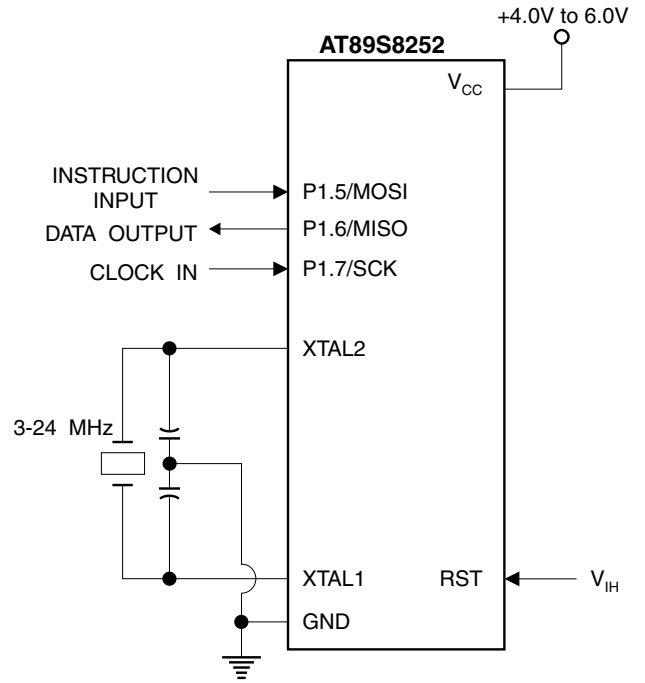 +4.0V to 6.0V
AT89S8252
VCC
INSTRUCTION
INPUT
P1.5/MOSI
DATA OUTPUT
P1.6/MISO
CLOCK IN
P1.7/SCK
XTAL2
3-24 MHz
XTAL1
RST
VIH
GND